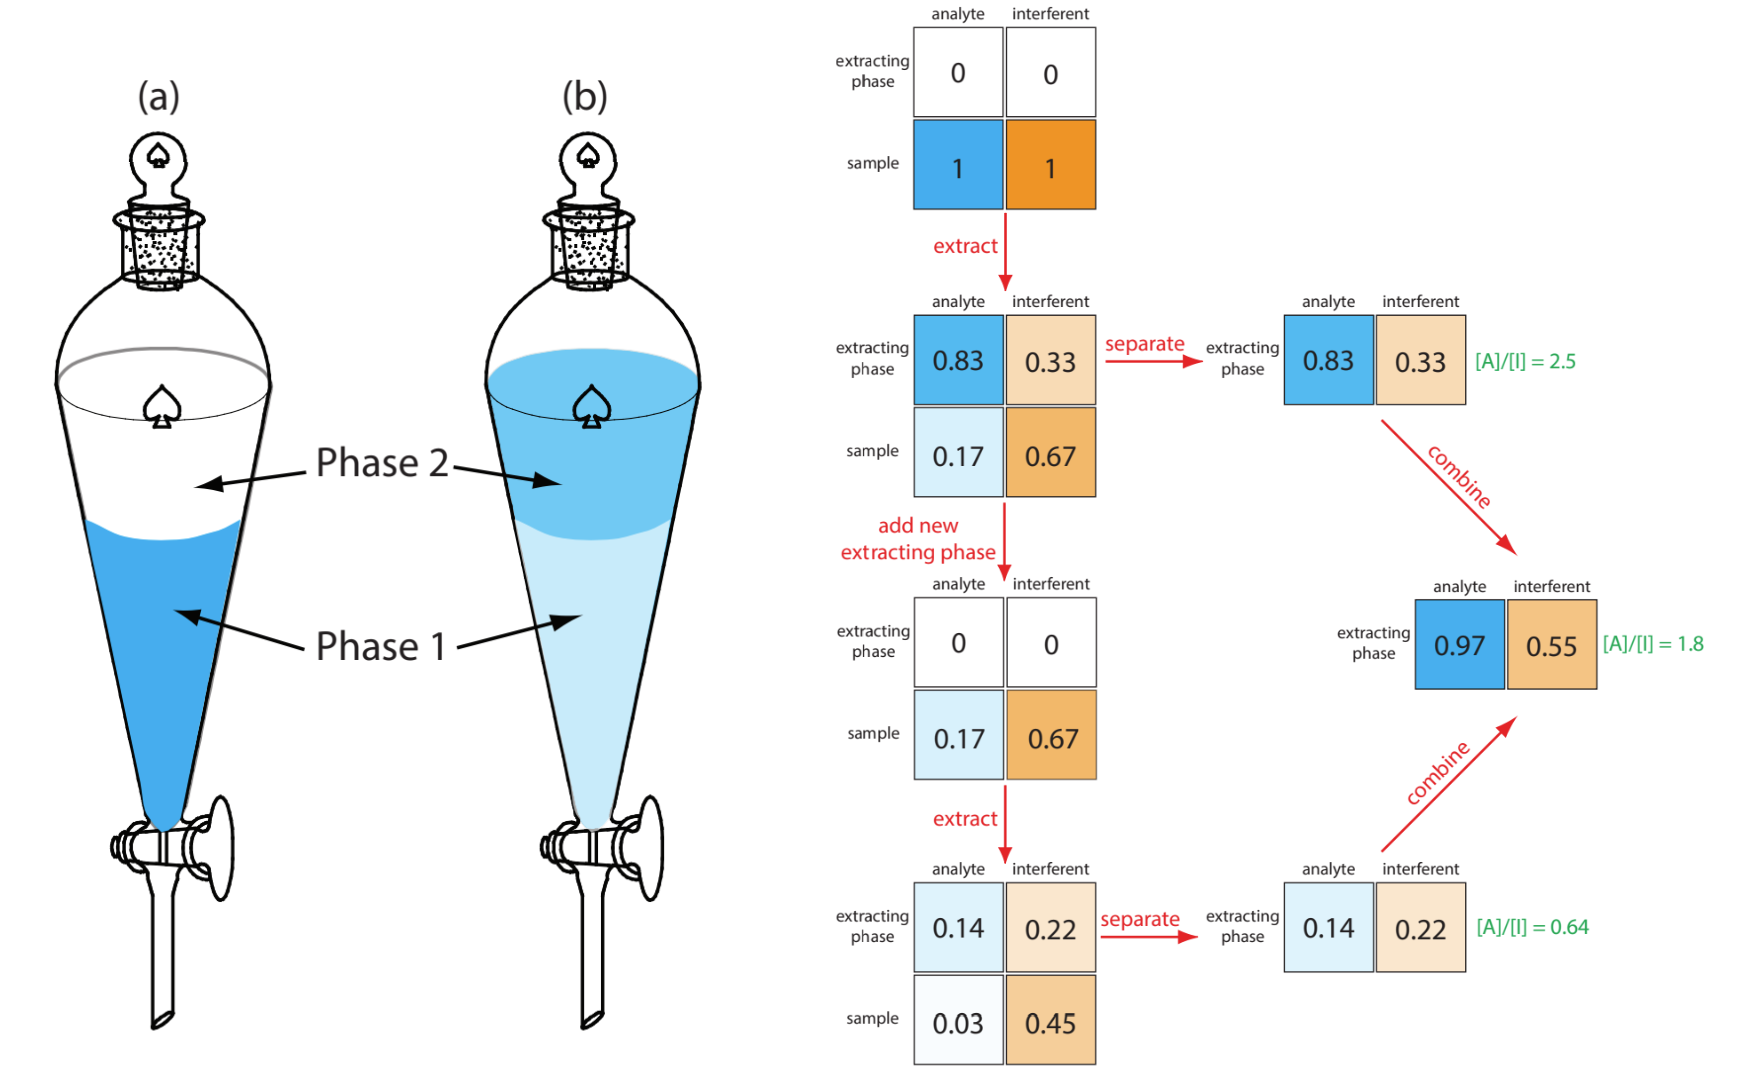 (a)
(b)
Phase 2
Phase 1
analyte interferent
extracting
phase
0 0
sample
1 1
extract
analyte interferent
extracting
phase
0.83 0.33
sample
0.17 0.67
separate
analyte interferent
extracting
phase
0.83 0.33
[A]/[I] = 2.5
add new
extracting phase
combine
analyte interferent
extracting
phase
0 0
sample
0.17 0.67
analyte interferent
extracting
phase
0.97 0.55
[A]/[I] = 1.8
extract
combine
analyte interferent
extracting
phase
0.14 0.22
sample
0.03 0.45
separate
analyte interferent
extracting
phase
0.14 0.22
[A]/[I] = 0.64